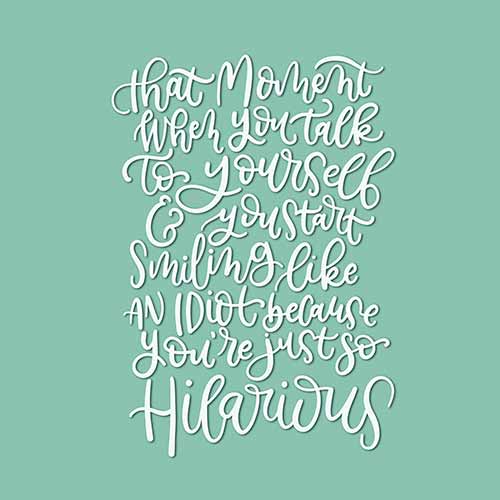 that Moment
when you talk
To yourself
& you start
Smiling like
AN IDiot because
you're just so
Hilarious